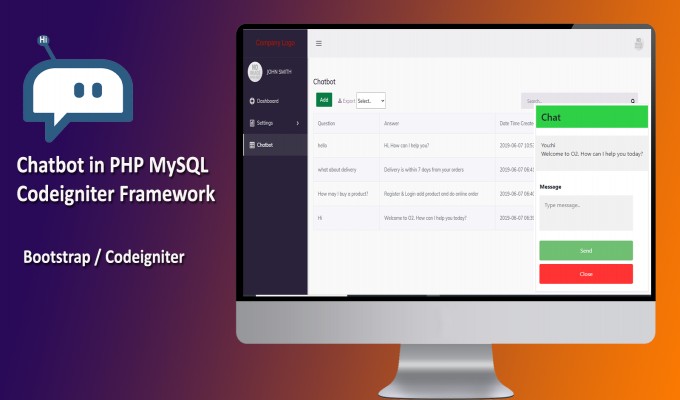 Hi
Chatbot in PHP MySQL
Codeigniter Framework
Bootstrap / Codeigniter
Company Logo
JOHN SMITH
Dashboard
Settings
Chatbot
Chatbot
Add
Export
Select..
Search..
Question
Answer
Date Time Create
hello
Hi, How can I help you?
2019-06-07 10:5
what about delivery
Delivery is within 7 days from your orders
2019-06-07 06:4
How may I buy a product?
Register & Login add product and do online order
2019-06-07 06:4
Hi
Welcome to O2. How can I help you today?
2019-06-07 06:3
Chat
You:hi
Welcome to O2. How can I help you today?
Message
Type message..
Send
Close